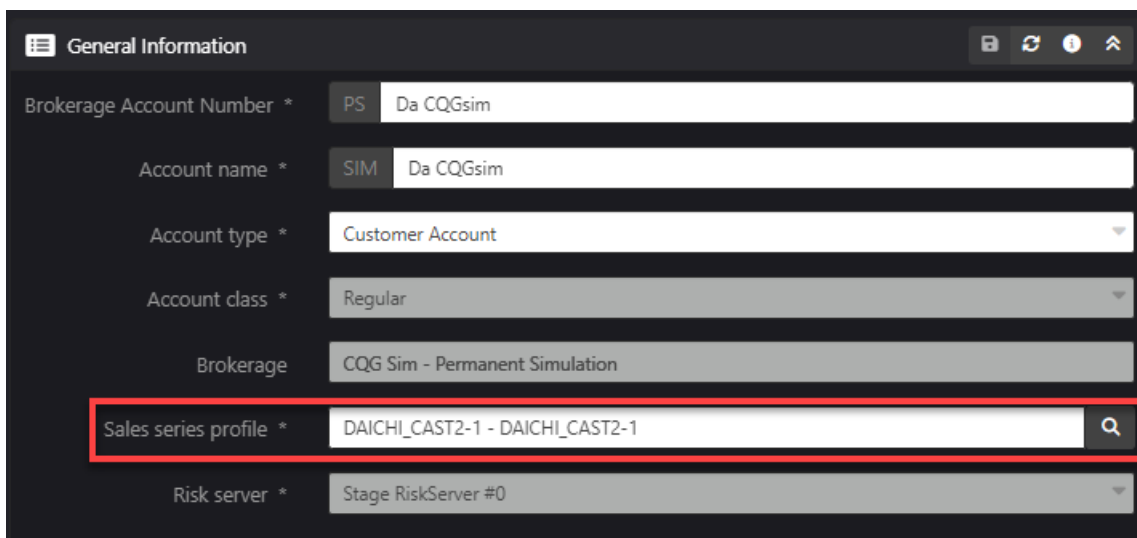 General Information
Brokerage Account Number * PS Da CQGsim
Account name * SIM Da CQGsim
Account type * Customer Account
Account class * Regular
Brokerage CQG Sim - Permanent Simulation
Sales series profile * DAICHI_CAST2-1 - DAICHI_CAST2-1
Risk server * Stage RiskServer #0